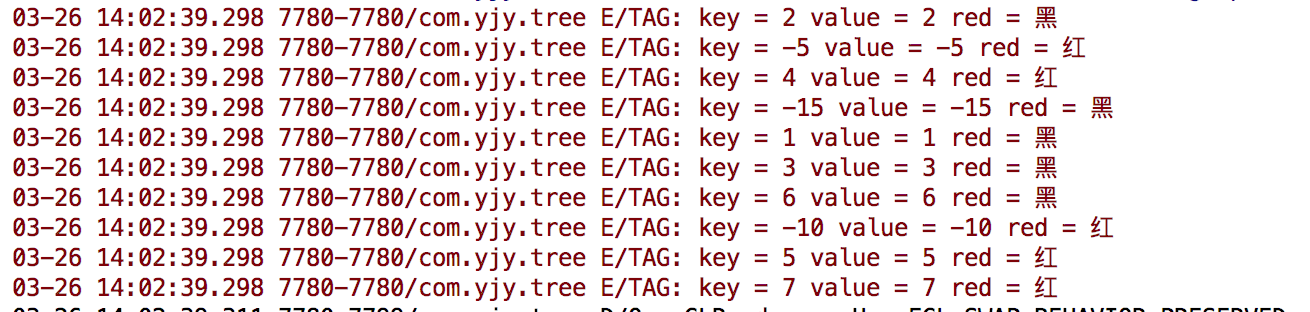 03-26 14:02:39.298 7780-7780/com.yjy.tree E/TAG: key = 2 value = 2 red = 黑
03-26 14:02:39.298 7780-7780/com.yjy.tree E/TAG: key = -5 value = -5 red = 红
03-26 14:02:39.298 7780-7780/com.yjy.tree E/TAG: key = 4 value = 4 red = 红
03-26 14:02:39.298 7780-7780/com.yjy.tree E/TAG: key = -15 value = -15 red = 黑
03-26 14:02:39.298 7780-7780/com.yjy.tree E/TAG: key = 1 value = 1 red = 黑
03-26 14:02:39.298 7780-7780/com.yjy.tree E/TAG: key = 3 value = 3 red = 黑
03-26 14:02:39.298 7780-7780/com.yjy.tree E/TAG: key = 6 value = 6 red = 黑
03-26 14:02:39.298 7780-7780/com.yjy.tree E/TAG: key = -10 value = -10 red = 红
03-26 14:02:39.298 7780-7780/com.yjy.tree E/TAG: key = 5 value = 5 red = 红
03-26 14:02:39.298 7780-7780/com.yjy.tree E/TAG: key = 7 value = 7 red = 红